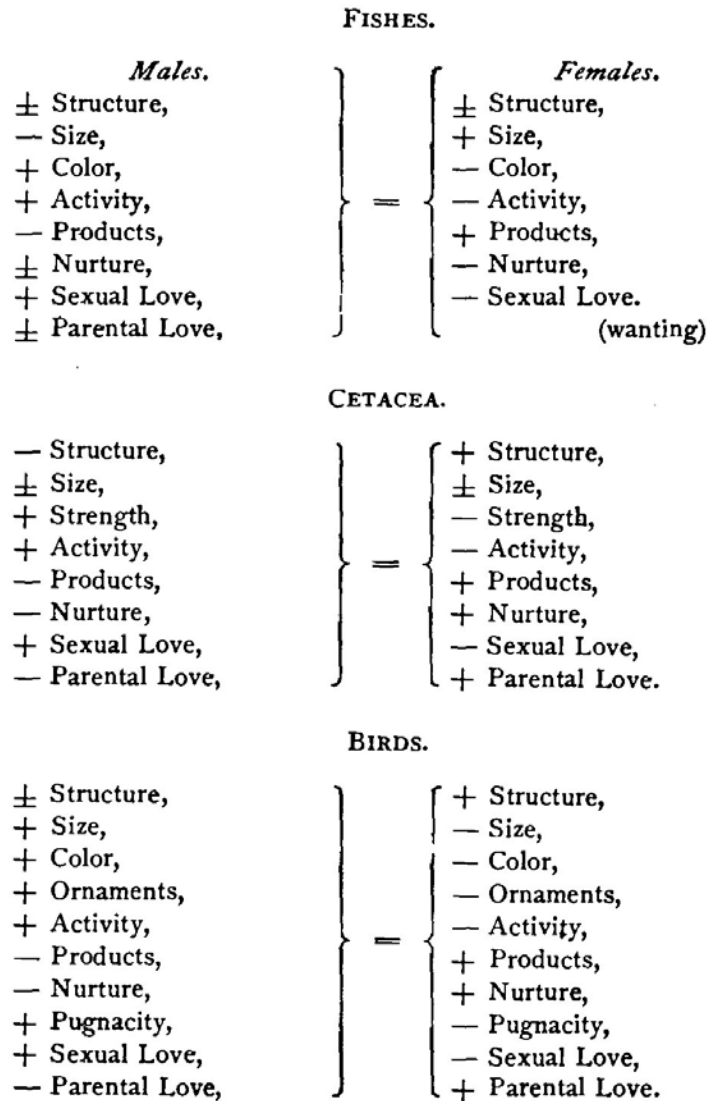 FISHES.
Males. Females.
± Structure, ± Structure,
— Size, + Size,
+ Color, — Color,
+ Activity, = — Activity,
— Products, + Products,
± Nurture, — Nurture,
+ Sexual Love, — Sexual Love.
± Parental Love, (wanting)
CETACEA.
— Structure, + Structure,
± Size, ± Size,
+ Strength, — Strength,
+ Activity, = — Activity,
— Products, + Products,
— Nurture, + Nurture,
+ Sexual Love, — Sexual Love,
— Parental Love, + Parental Love.
BIRDS.
± Structure, + Structure,
+ Size, — Size,
+ Color, — Color,
+ Ornaments, — Ornaments,
+ Activity, = — Activity,
— Products, + Products,
— Nurture, + Nurture,
+ Pugnacity, — Pugnacity,
+ Sexual Love, — Sexual Love,
— Parental Love, + Parental Love.